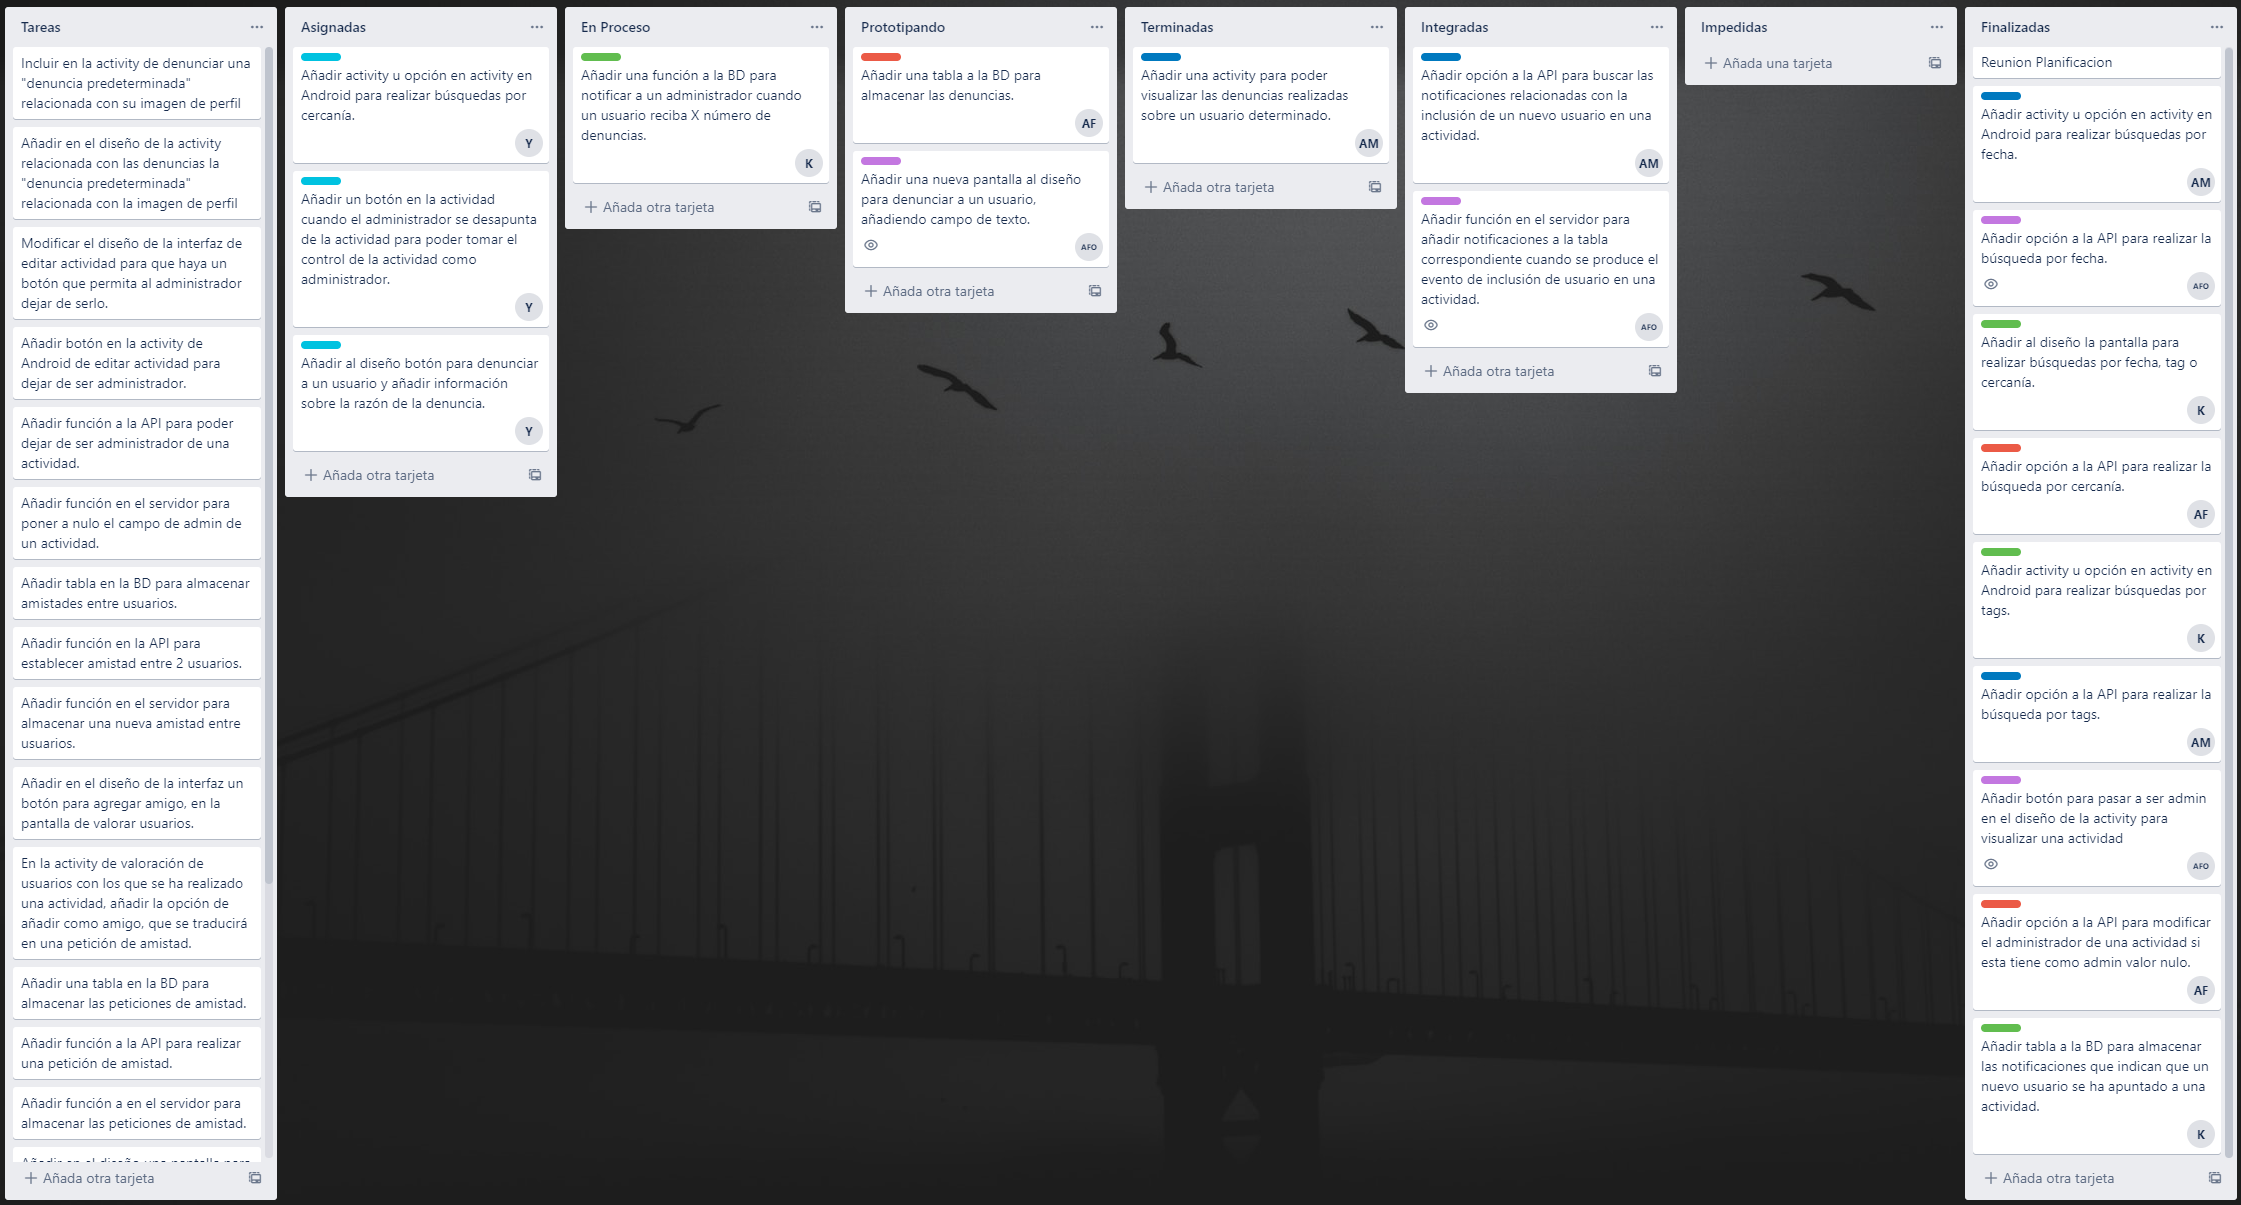 Tareas
Incluir en la activity de denunciar una
"denuncia predeterminada"
relacionada con su imagen de perfil
Añadir en el diseño de la activity
relacionada con las denuncias la
"denuncia predeterminada"
relacionada con la imagen de perfil
Modificar el diseño de la interfaz de
editar actividad para que haya un
botón que permita al administrador
dejar de serlo.
Añadir botón en la activity de
Android de editar actividad para
dejar de ser administrador.
Añadir función a la API para poder
dejar de ser administrador de una
actividad.
Añadir función en el servidor para
poner a nulo el campo de admin de
un actividad.
Añadir tabla en la BD para almacenar
amistades entre usuarios.
Añadir función en la API para
establecer amistad entre 2 usuarios.
Añadir función en el servidor para
almacenar una nueva amistad entre
usuarios.
Añadir en el diseño de la interfaz un
botón para agregar amigo, en la
pantalla de valorar usuarios.
En la activity de valoración de
usuarios con los que se ha realizado
una actividad, añadir la opción de
añadir como amigo, que se traducirá
en una petición de amistad.
Añadir una tabla en la BD para
almacenar las peticiones de amistad.
Añadir función a la API para realizar
una petición de amistad.
Añadir función a en el servidor para
almacenar las peticiones de amistad.
Añadir en el diseño una pantalla para
Añada otra tarjeta
Asignadas
Añadir activity u opción en activity en
Android para realizar búsquedas por
cercanía.
Y
Añadir un botón en la actividad
cuando el administrador se desapunta
de la actividad para poder tomar el
control de la actividad como
administrador.
Y
Añadir al diseño botón para denunciar
a un usuario y añadir información
sobre la razón de la denuncia.
Y
Añada otra tarjeta
En Proceso
Añadir una función a la BD para
notificar a un administrador cuando
un usuario reciba X número de
denuncias.
K
Añada otra tarjeta
Prototipando
Añadir una tabla a la BD para
almacenar las denuncias.
AF
Añadir una nueva pantalla al diseño
para denunciar a un usuario,
añadiendo campo de texto.
AFO
Añada otra tarjeta
Terminadas
Añadir una activity para poder
visualizar las denuncias realizadas
sobre un usuario determinado.
AM
Añada otra tarjeta
Integradas
Añadir opción a la API para buscar las
notificaciones relacionadas con la
inclusión de un nuevo usuario en una
actividad.
AM
Añadir función en el servidor para
añadir notificaciones a la tabla
correspondiente cuando se produce el
evento de inclusión de usuario en una
actividad.
AFO
Añada otra tarjeta
Impedidas
Añada una tarjeta
Finalizadas
Reunion Planificacion
Añadir activity u opción en activity en
Android para realizar búsquedas por
fecha.
AM
Añadir opción a la API para realizar la
búsqueda por fecha.
AFO
Añadir al diseño la pantalla para
realizar búsquedas por fecha, tag o
cercanía.
K
Añadir opción a la API para realizar la
búsqueda por cercanía.
AF
Añadir activity u opción en activity en
Android para realizar búsquedas por
tags.
K
Añadir opción a la API para realizar la
búsqueda por tags.
AM
Añadir botón para pasar a ser admin
en el diseño de la activity para
visualizar una actividad
AFO
Añadir opción a la API para modificar
el administrador de una actividad si
esta tiene como admin valor nulo.
AF
Añadir tabla a la BD para almacenar
las notificaciones que indican que un
nuevo usuario se ha apuntado a una
actividad.
K
Añada otra tarjeta